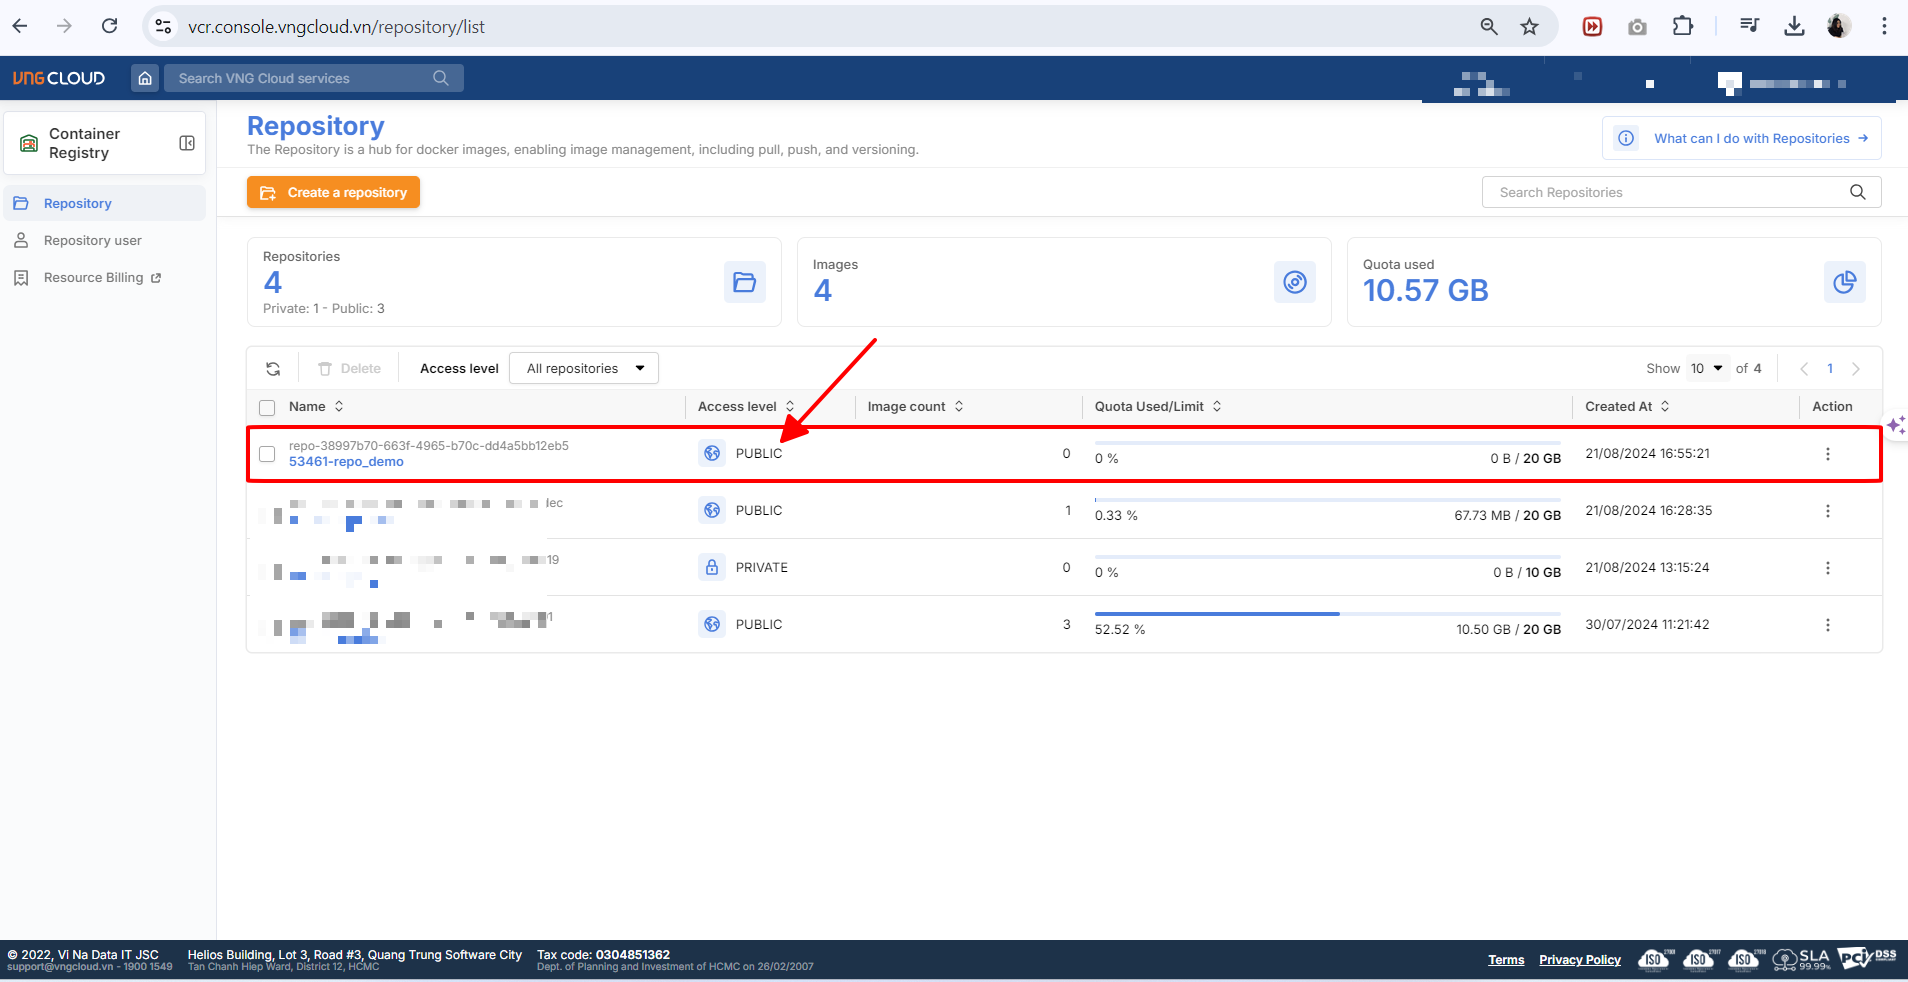 vcr.console.vngcloud.vn/repository/list
VNG CLOUD
Search VNG Cloud services
Container
Registry
Repository
Repository user
Resource Billing
Repository
The Repository is a hub for docker images, enabling image management, including pull, push, and versioning.
What can I do with Repositories
Create a repository
Search Repositories
Repositories
4
Private: 1 - Public: 3
Images
4
Quota used
10.57 GB
Delete
Access level
All repositories
Show 10 of 4
1
Name
Access level
Image count
Quota Used/Limit
Created At
Action
repo-38997b70-663f-4965-b70c-dd4a5bb12eb5
53461-repo_demo
PUBLIC
0
0 %
0 B / 20 GB
21/08/2024 16:55:21
PUBLIC
1
0.33 %
67.73 MB / 20 GB
21/08/2024 16:28:35
PRIVATE
0
0 %
0 B / 10 GB
21/08/2024 13:15:24
PUBLIC
3
52.52 %
10.50 GB / 20 GB
30/07/2024 11:21:42
© 2022, Vi Na Data IT JSC
support@vngcloud.vn - 1900 1549
Helios Building, Lot 3, Road #3, Quang Trung Software City
Tan Chanh Hiep Ward, District 12, HCMC
Tax code: 0304851362
Dept. of Planning and Investment of HCMC on 26/02/2007
Terms
Privacy Policy
ISO
ISO
ISO
SLA
99.99%
PCI DSS